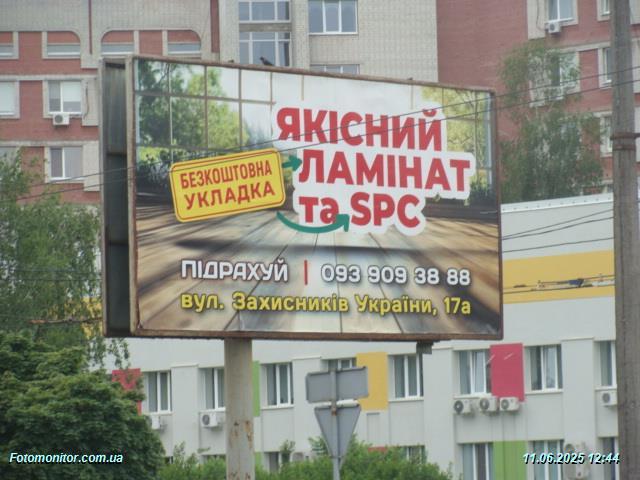 ЯКІСНИЙ
ЛАМІНАТ
та SPC
БЕЗКОШТОВНА
УКЛАДКА
ПІДРАХУЙ | 093 909 38 88
вул. Захисників України, 17а
Fotomonitor.com.ua
11.06.2025 12:44